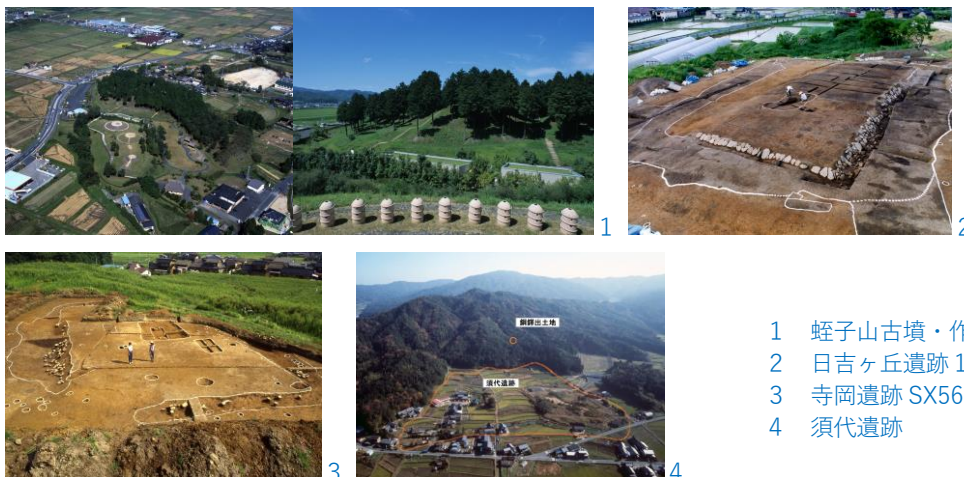 1
2
銅鐸出土地
須代遺跡
3
4
1 蛭子山古墳・作
2 日吉ヶ丘遺跡 1
3 寺岡遺跡 SX56
4 須代遺跡